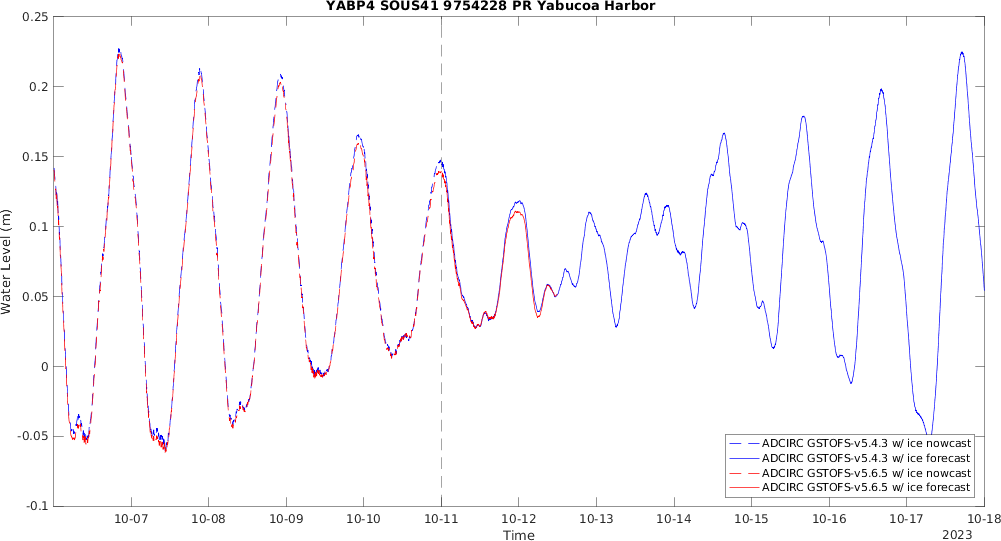 YABP4 SOUS41 9754228 PR Yabucoa Harbor
0.25
0.2
0.15
0.1
0.05
0
-0.05
-0.1
Water Level (m)
10-07 10-08 10-09 10-10 10-11 10-12 10-13 10-14 10-15 10-16 10-17 10-18
Time
2023
ADCIRC GSTOFS-v5.4.3 w/ ice nowcast
ADCIRC GSTOFS-v5.4.3 w/ ice forecast
ADCIRC GSTOFS-v5.6.5 w/ ice nowcast
ADCIRC GSTOFS-v5.6.5 w/ ice forecast